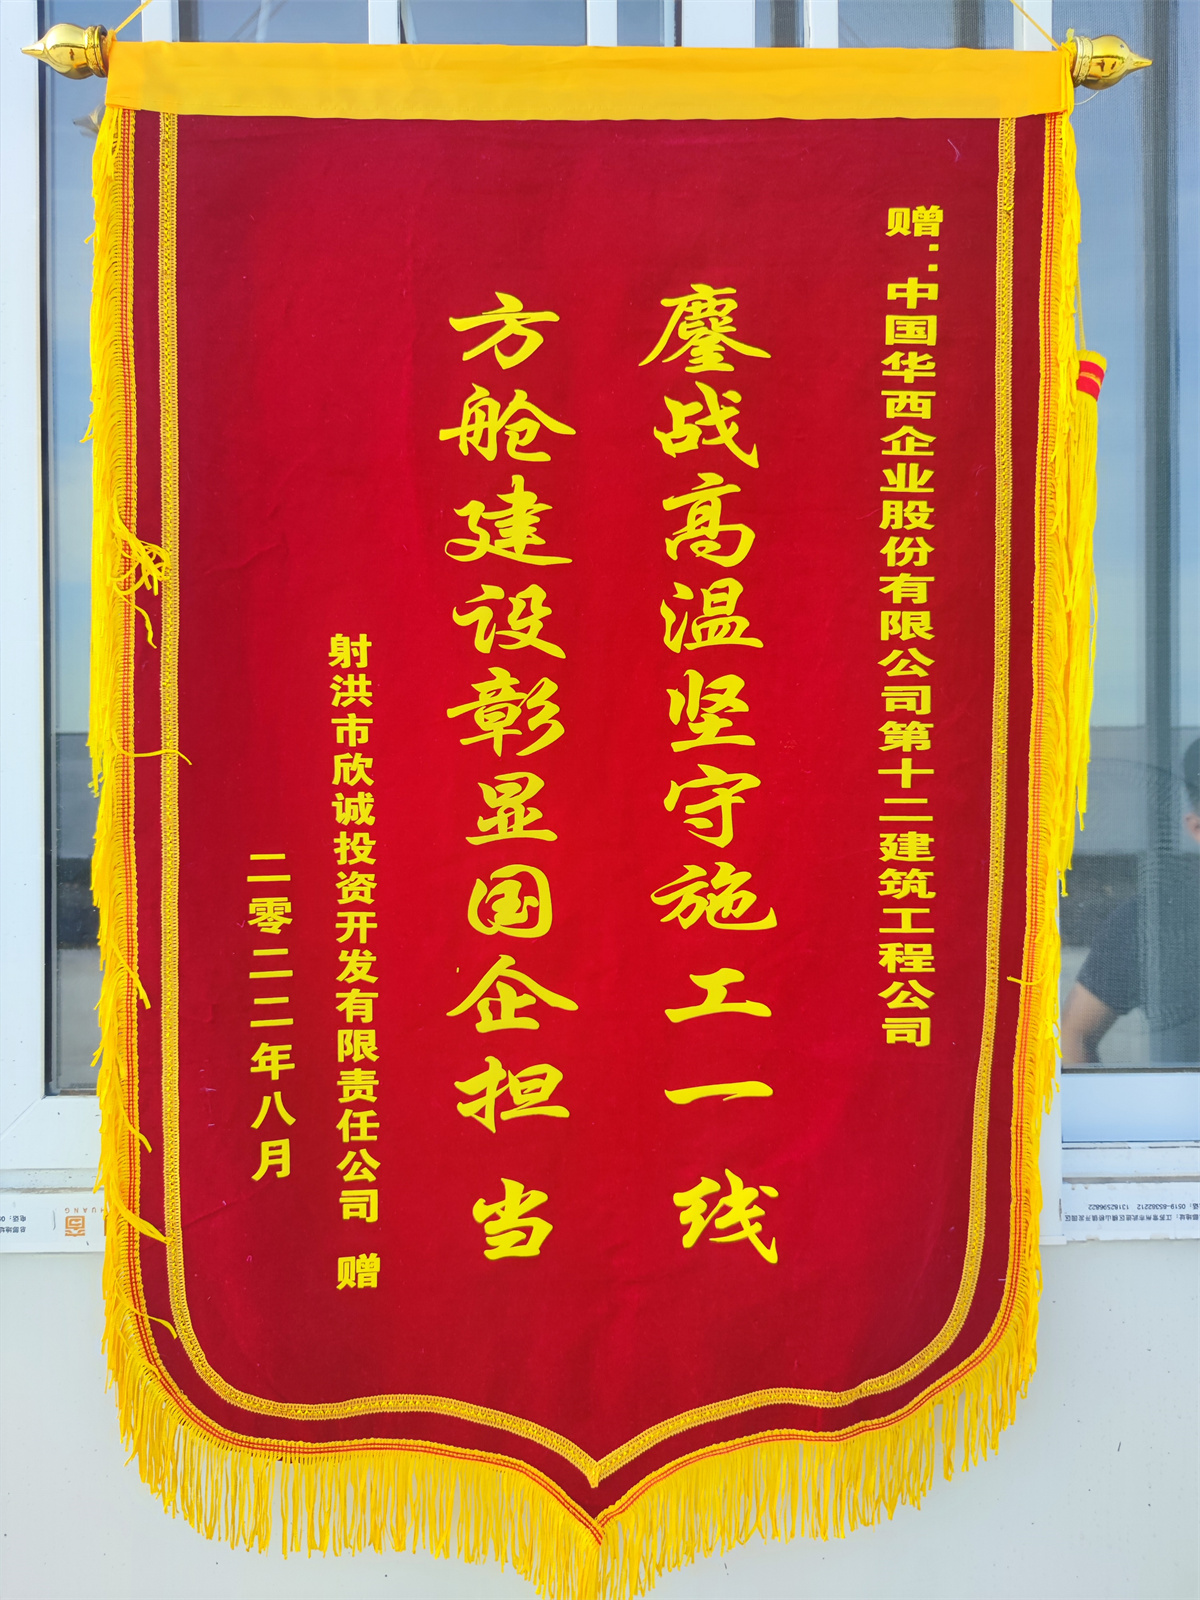 赠：中国华西企业股份有限公司第十二建筑工程公司
鏖战高温坚守施工一线
方舱建设彰显国企担当
射洪市欣诚投资开发有限责任公司 赠
二零二二年八月